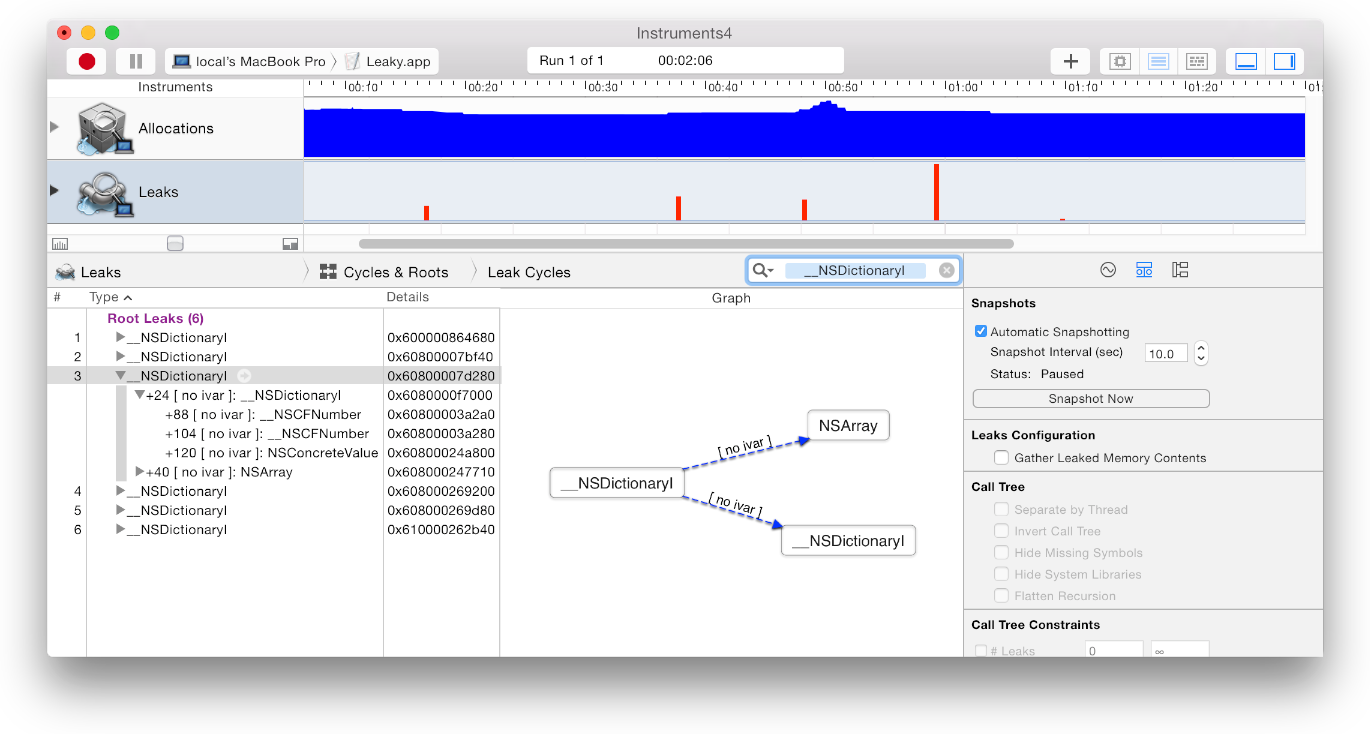 Instruments4
local's MacBook Pro
Leaky.app
Run 1 of 1 00:02:06
Instruments
00:10 00:20 00:30 00:40 00:50 01:00 01:10 01:20
Allocations
Leaks
Leaks Cycles & Roots Leak Cycles
__NSDictionaryI
# Type Details
Graph
Root Leaks (6)
1 __NSDictionaryI 0x600000864680
2 __NSDictionaryI 0x60800007bf40
3 __NSDictionaryI 0x60800007d280
+24 [ no ivar ]: __NSDictionaryI 0x6080000f7000
+88 [ no ivar ]: __NSCFNumber 0x60800003a2a0
+104 [ no ivar ]: __NSCFNumber 0x60800003a280
+120 [ no ivar ]: NSConcreteValue 0x60800024a800
+40 [ no ivar ]: NSArray 0x608000247710
4 __NSDictionaryI 0x608000269200
5 __NSDictionaryI 0x608000269d80
6 __NSDictionaryI 0x610000262b40
NSArray
[ no ivar ]
__NSDictionaryI
[ no ivar ]
__NSDictionaryI
Snapshots
Automatic Snapshotting
Snapshot Interval (sec) 10.0
Status: Paused
Snapshot Now
Leaks Configuration
Gather Leaked Memory Contents
Call Tree
Separate by Thread
Invert Call Tree
Hide Missing Symbols
Hide System Libraries
Flatten Recursion
Call Tree Constraints
# Leaks 0 ∞